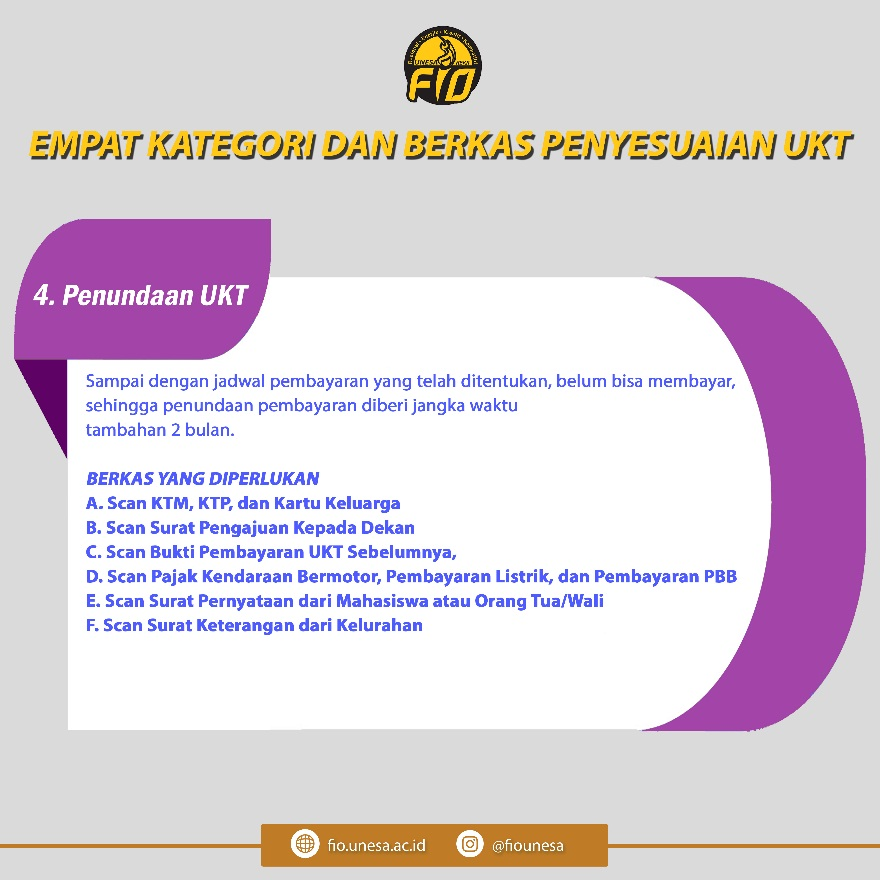 UNESA
FIO
EMPAT KATEGORI DAN BERKAS PENYESUAIAN UKT
4. Penundaan UKT
Sampai dengan jadwal pembayaran yang telah ditentukan, belum bisa membayar,
sehingga penundaan pembayaran diberi jangka waktu
tambahan 2 bulan.
BERKAS YANG DIPERLUKAN
A. Scan KTM, KTP, dan Kartu Keluarga
B. Scan Surat Pengajuan Kepada Dekan
C. Scan Bukti Pembayaran UKT Sebelumnya,
D. Scan Pajak Kendaraan Bermotor, Pembayaran Listrik, dan Pembayaran PBB
E. Scan Surat Pernyataan dari Mahasiswa atau Orang Tua/Wali
F. Scan Surat Keterangan dari Kelurahan
fio.unesa.ac.id
@fiounesa